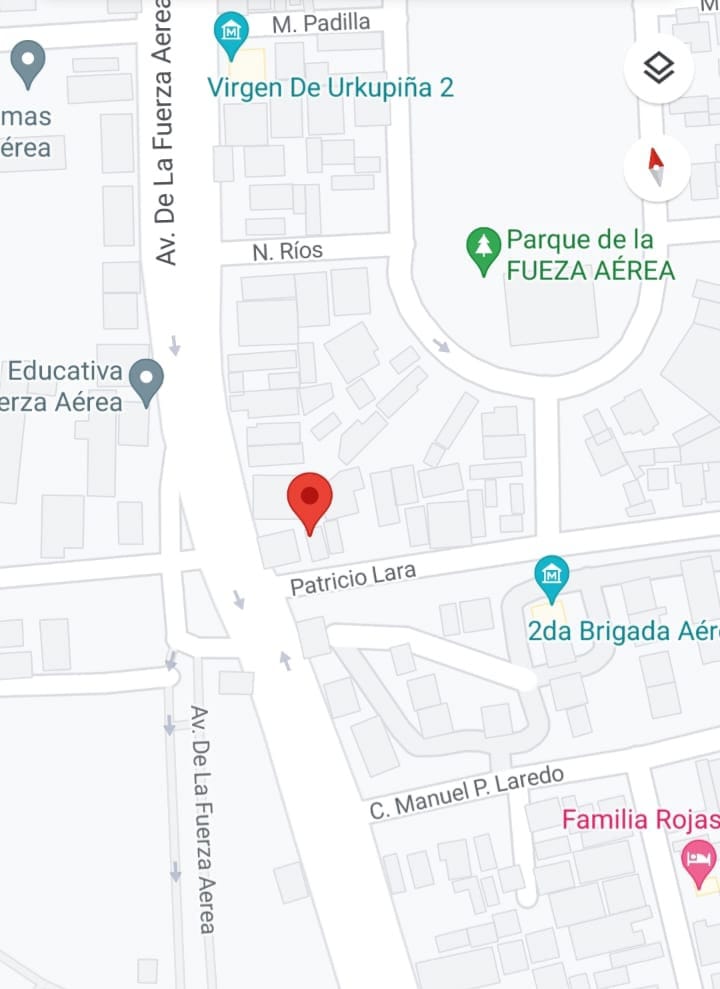 M. Padilla
Av. De La Fuerza Aerea
Virgen De Urkupiña 2
mas
érea
N. Ríos
Parque de la
FUEZA AÉREA
Educativa
erza Aérea
Patricio Lara
2da Brigada Aér
Av. De La Fuerza Aerea
C. Manuel P. Laredo
Familia Rojas
M